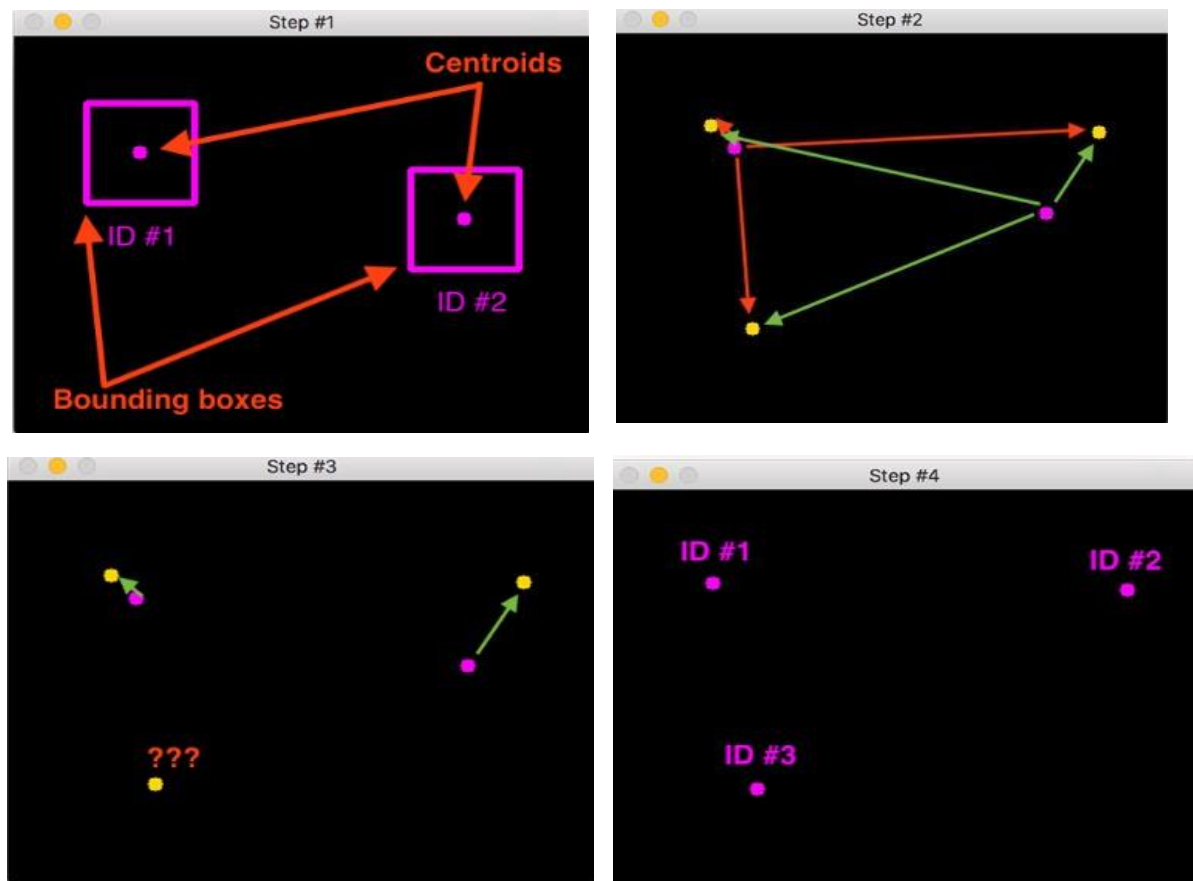 Step #1
Centroids
ID #1
ID #2
Bounding boxes
Step #2
Step #3
???
Step #4
ID #1
ID #2
ID #3